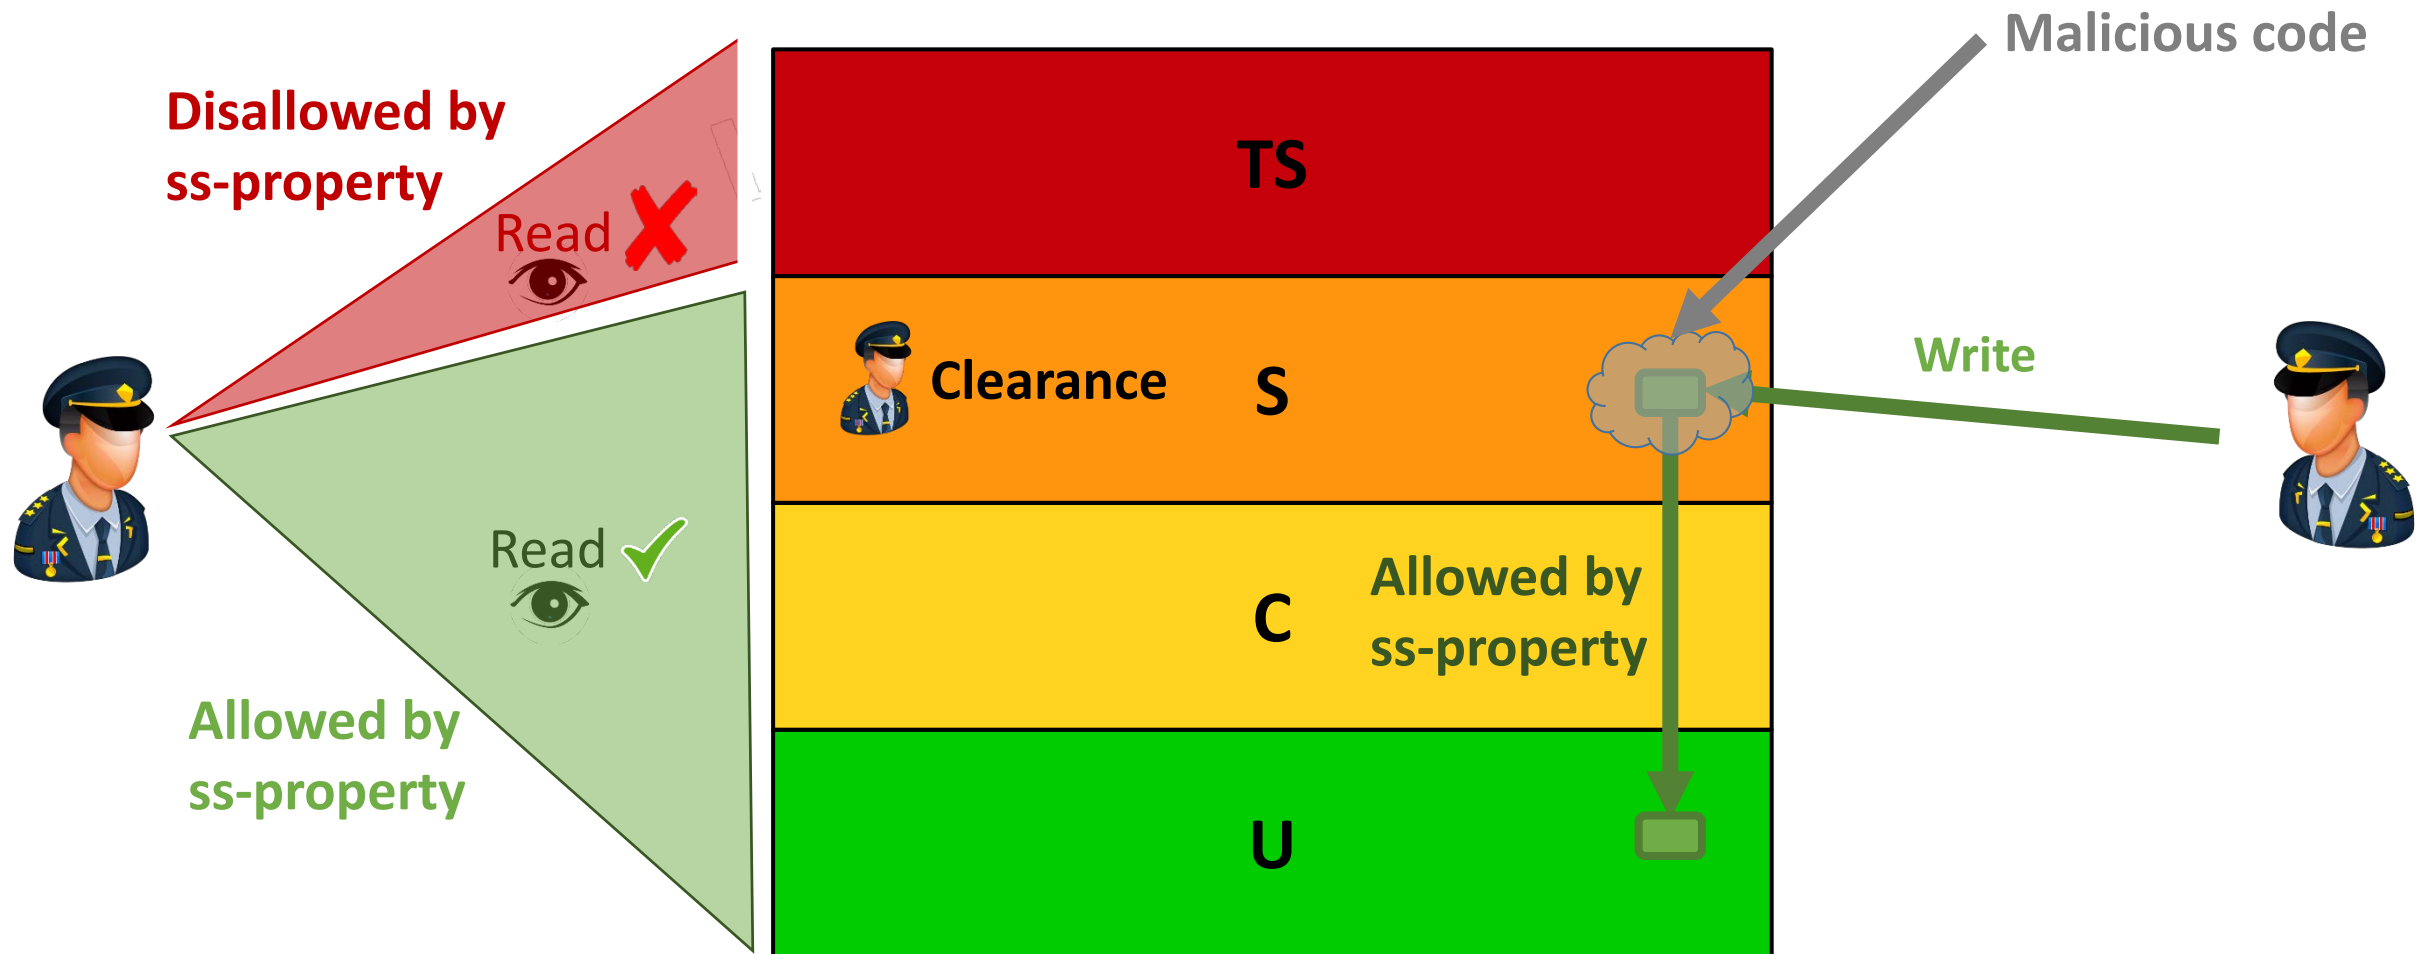 Malicious code
Disallowed by
ss-property
Read
TS
Clearance
S
Write
Read
Allowed by
ss-property
C
Allowed by
ss-property
U